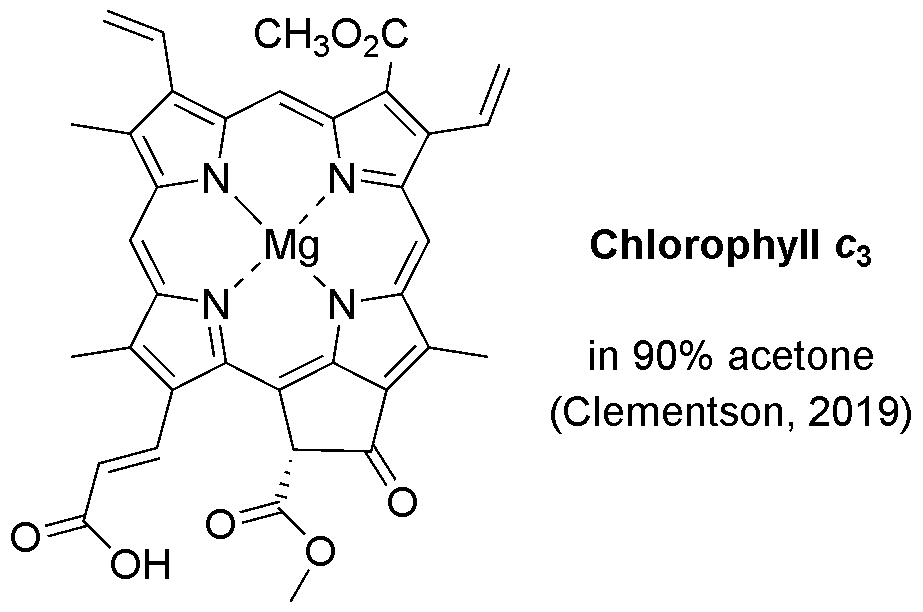 CH3O2C
N
N
Mg
N
N
O
OH
O
O
O
Chlorophyll c3
in 90% acetone
(Clementson, 2019)